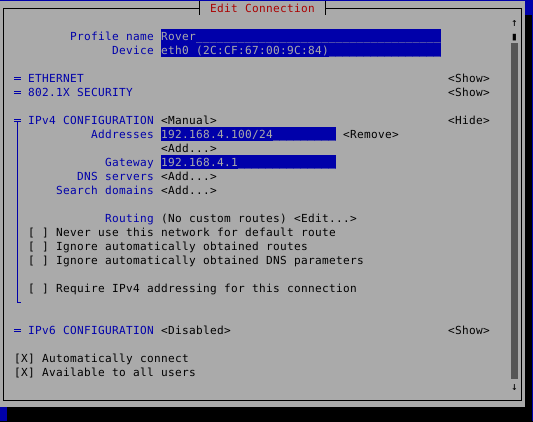 Edit Connection
Profile name Rover
Device eth0 (2C:CF:67:00:9C:84)
= ETHERNET <Show>
= 802.1X SECURITY <Show>
= IPv4 CONFIGURATION <Manual> <Hide>
Addresses 192.168.4.100/24 <Remove>
<Add...>
Gateway 192.168.4.1
DNS servers <Add...>
Search domains <Add...>
Routing (No custom routes) <Edit...>
[ ] Never use this network for default route
[ ] Ignore automatically obtained routes
[ ] Ignore automatically obtained DNS parameters
[ ] Require IPv4 addressing for this connection
= IPv6 CONFIGURATION <Disabled> <Show>
[X] Automatically connect
[X] Available to all users